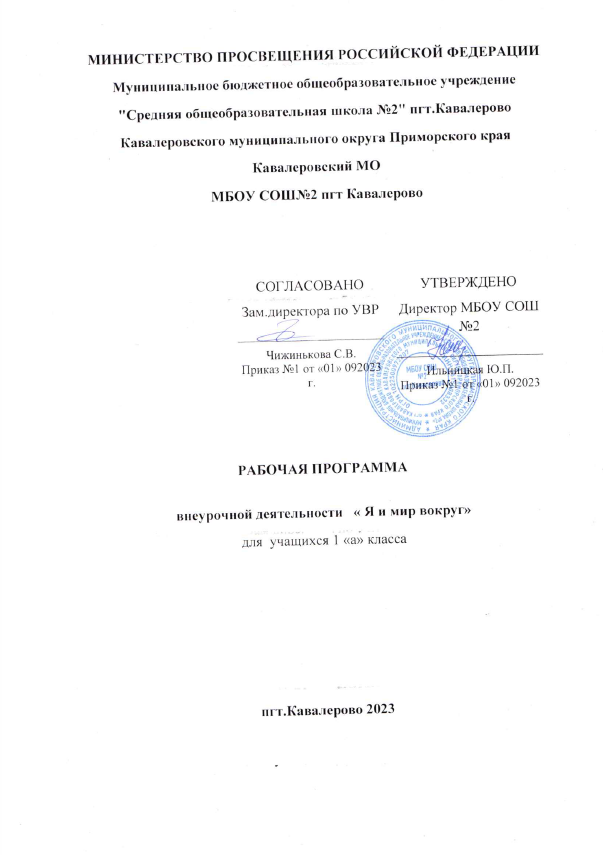 МИНИСТЕРСТВО ПРОСВЕЩЕНИЯ РОССИЙСКОЙ ФЕДЕРАЦИИ
Муниципальное бюджетное общеобразовательное учреждение
"Средняя общеобразовательная школа №2" пгт.Кавалерово
Кавалеровского муниципального округа Приморского края
Кавалеровский МО
МБОУ СОШ№2 пгт Кавалерово
СОГЛАСОВАНО
Зам.директора по УВР
Чижинькова С.В.
Приказ №1 от «01» 092023
г.
УТВЕРЖДЕНО
Директор МБОУ СОШ
№2
Ильницкая Ю.П.
Приказ №1 от «01» 092023
г.
МБОУ СОШ
№2
РАБОЧАЯ ПРОГРАММА
внеурочной деятельности « Я и мир вокруг»
для учащихся 1 «а» класса
пгт.Кавалерово 2023